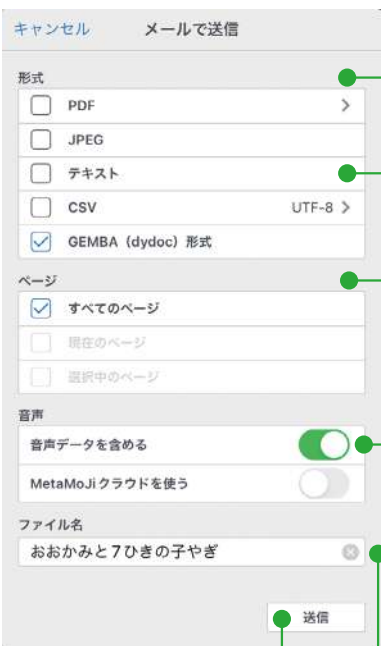 キャンセル メールで送信
形式
PDF
JPEG
テキスト
CSV UTF-8
GEMBA（dydoc）形式
ページ
すべてのページ
現在のページ
選択中のページ
音声
音声データを含める
MetaMoJiクラウドを使う
ファイル名
おおかみと7ひきの子やぎ
送信